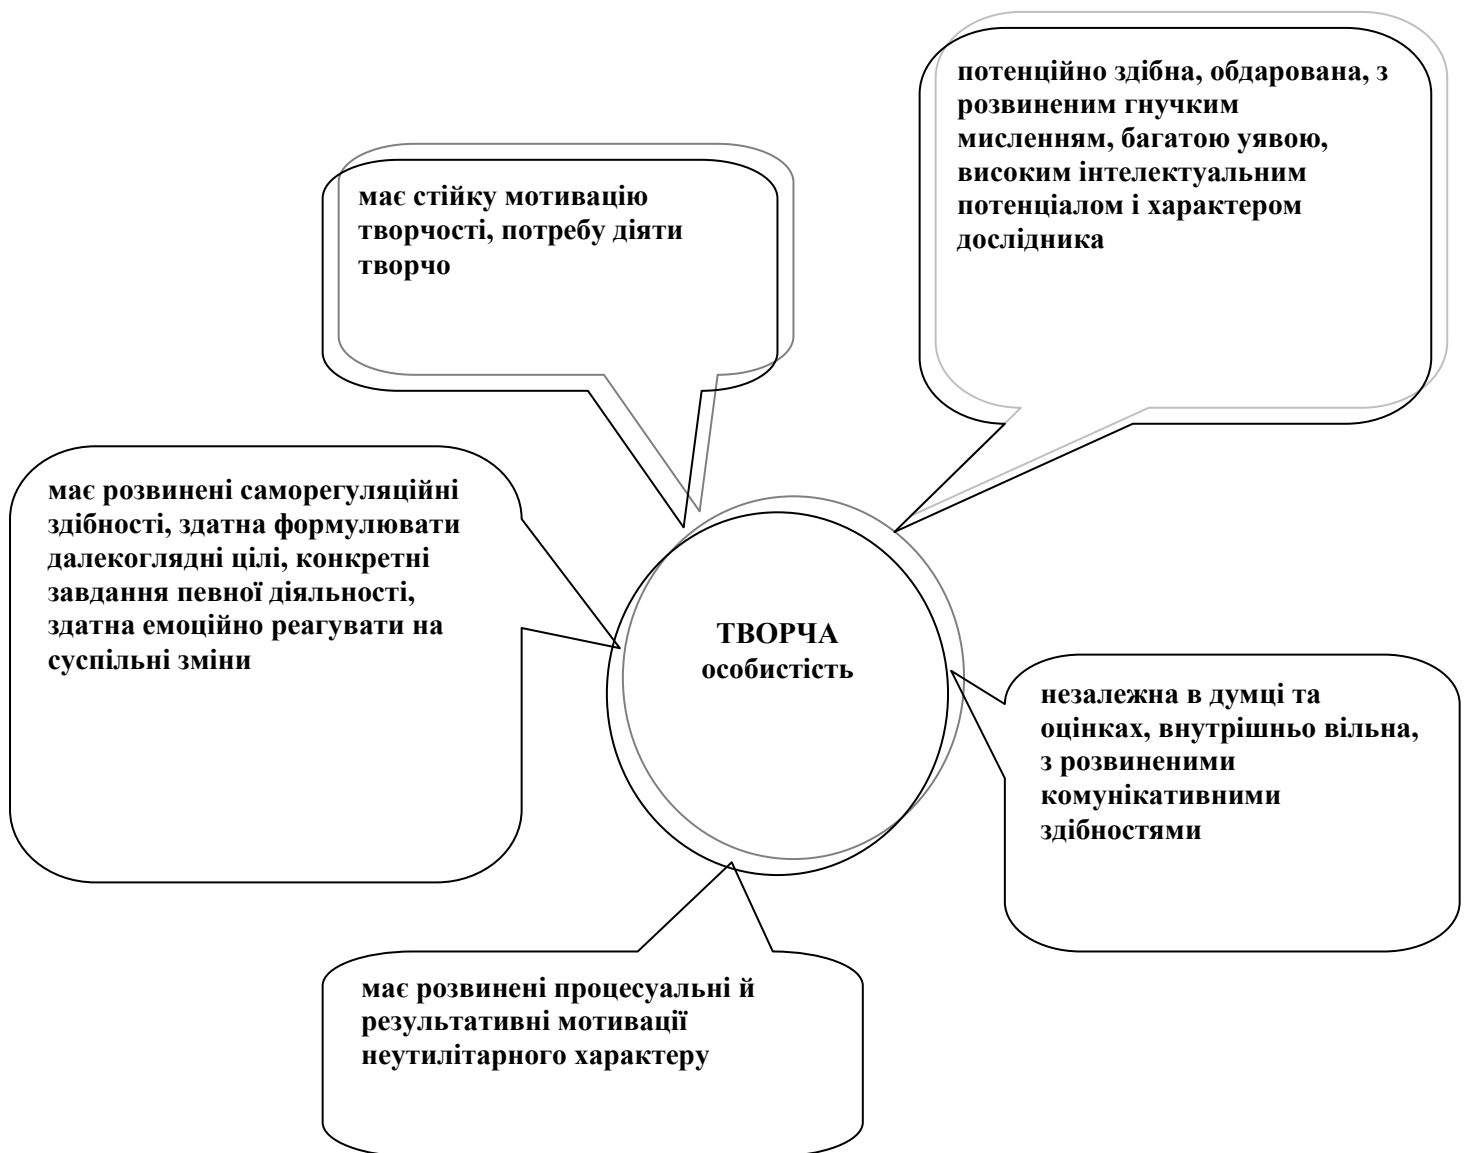 потенційно здібна, обдарована, з
розвиненим гнучким
мисленням, багатою уявою,
високим інтелектуальним
потенціалом і характером
дослідника
має стійку мотивацію
творчості, потребу діяти
творчо
має розвинені саморегуляційні
здібності, здатна формулювати
далекоглядні цілі, конкретні
завдання певної діяльності,
здатна емоційно реагувати на
суспільні зміни
ТВОРЧА
особистість
незалежна в думці та
оцінках, внутрішньо вільна,
з розвиненими
комунікативними
здібностями
має розвинені процесуальні й
результативні мотивації
неутилітарного характеру